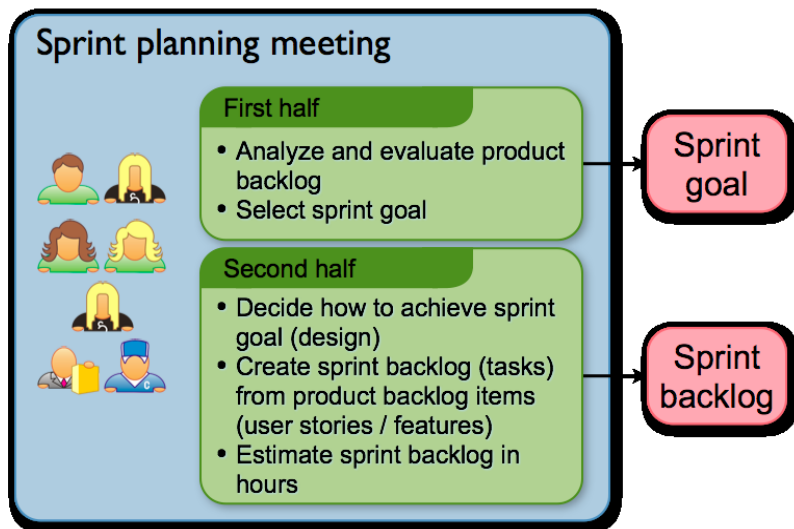 Sprint planning meeting
First half
• Analyze and evaluate product
backlog
• Select sprint goal
Sprint
goal
Second half
• Decide how to achieve sprint
goal (design)
• Create sprint backlog (tasks)
from product backlog items
(user stories / features)
• Estimate sprint backlog in
hours
Sprint
backlog